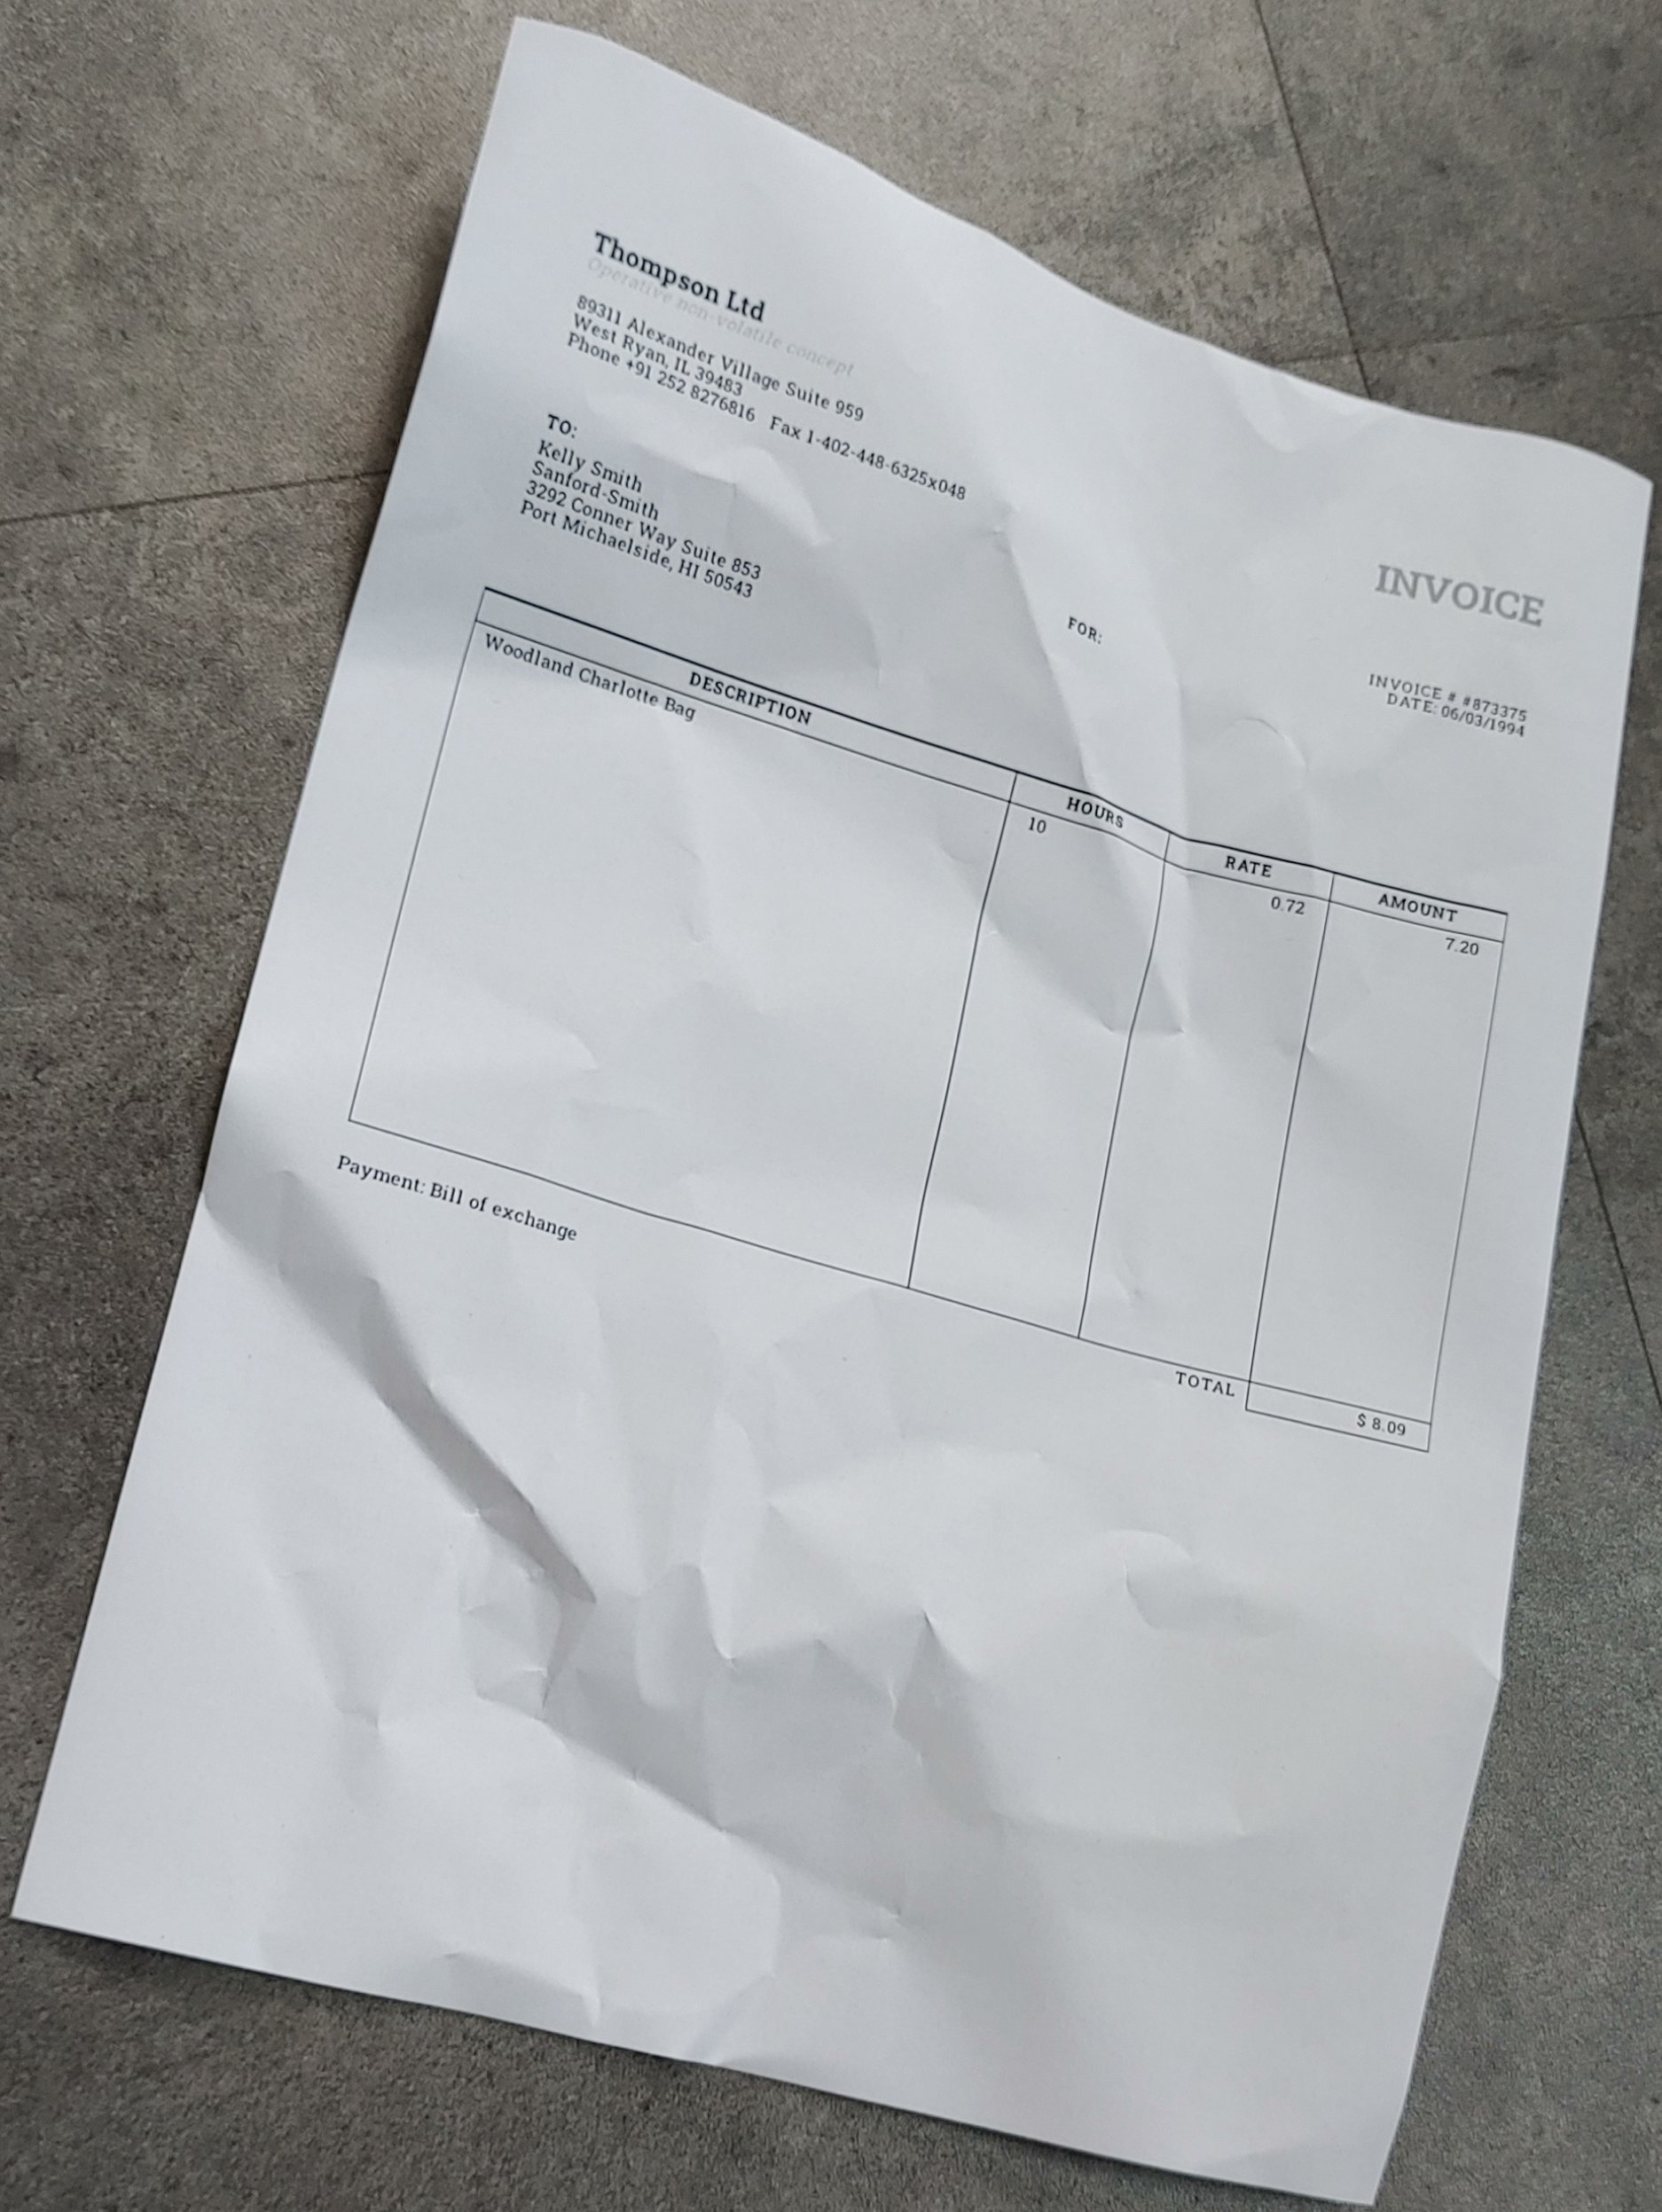 Thompson Ltd
Operative non-volatile concept
89311 Alexander Village Suite 959
West Ryan, IL 39483
Phone +91 252 8276816 Fax 1-402-448-6325x048
INVOICE
INVOICE # #873375
DATE: 06/03/1994
TO:
Kelly Smith
Sanford-Smith
3292 Conner Way Suite 853
Port Michaelside, HI 50543
FOR:
DESCRIPTION HOURS RATE AMOUNT
Woodland Charlotte Bag 10 0.72 7.20
TOTAL $ 8.09
Payment: Bill of exchange